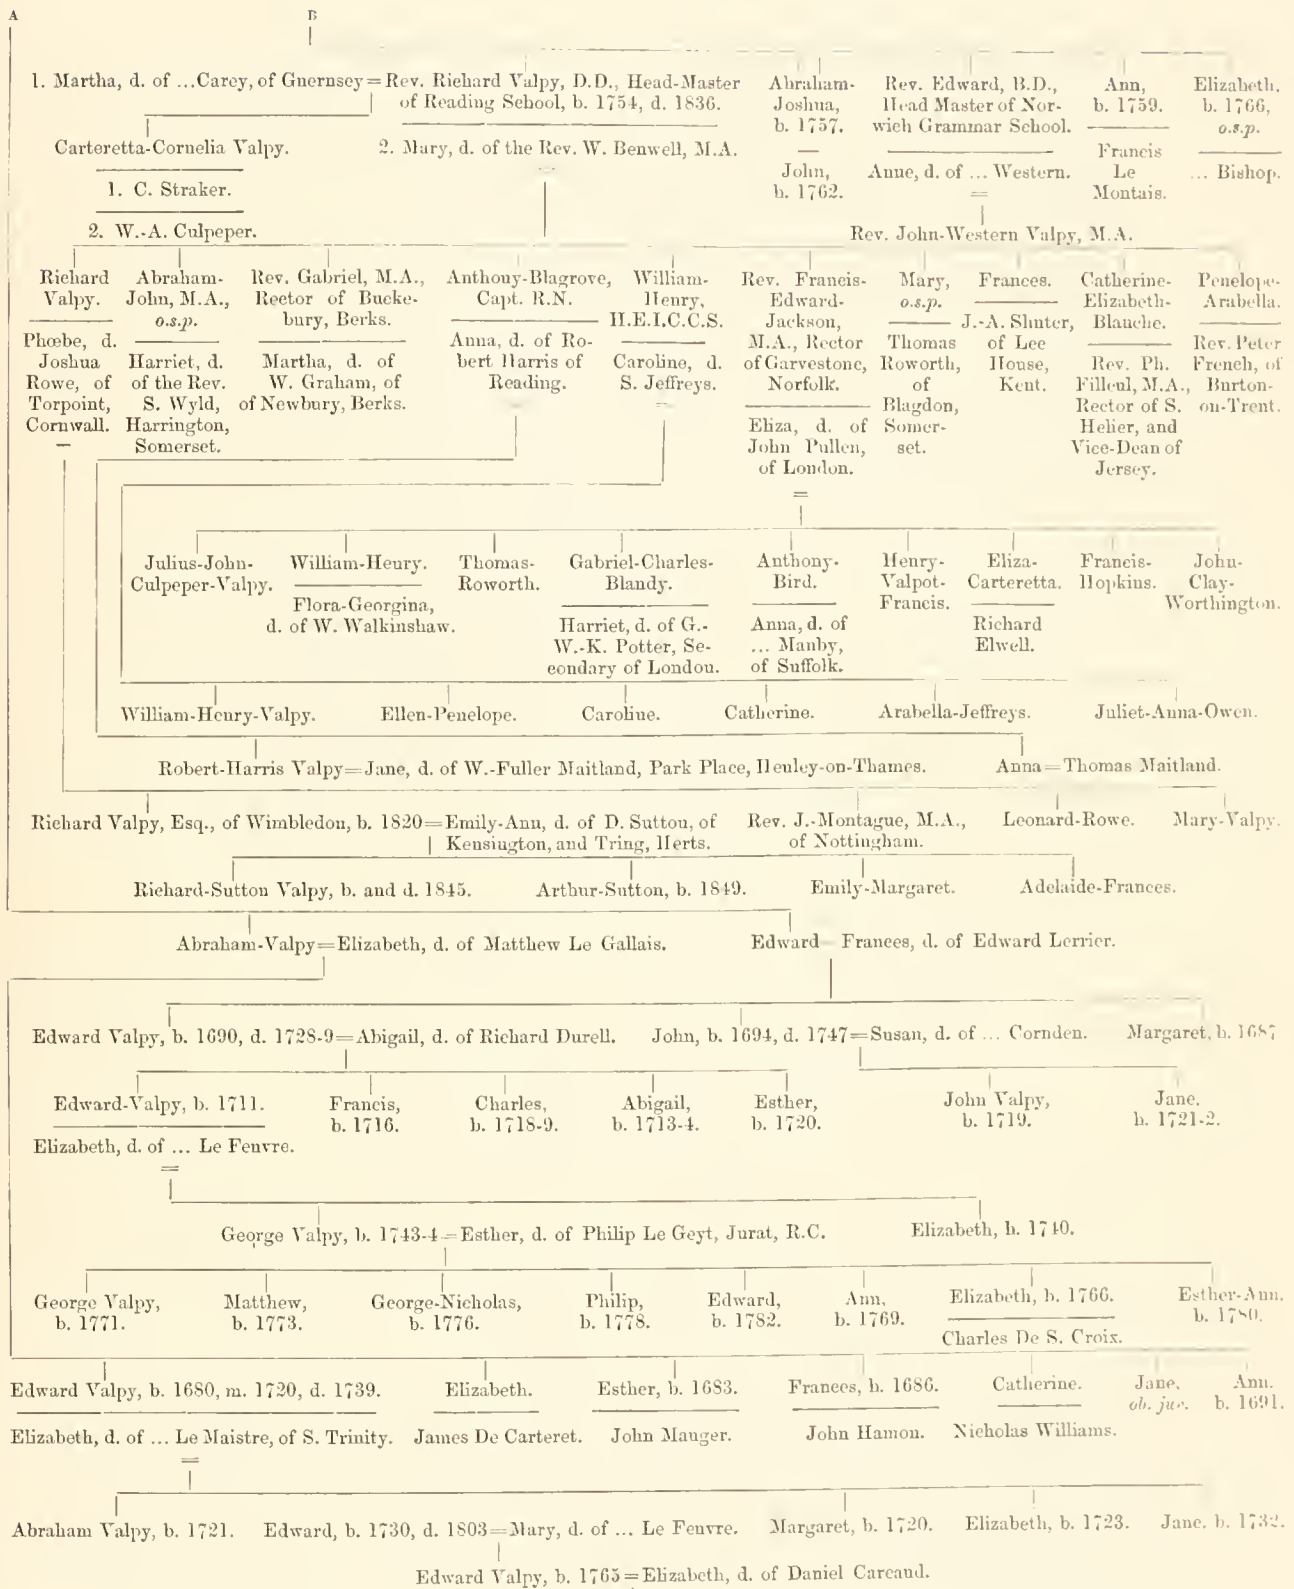 A B
1. Martha, d. of ...Carey, of Guernsey=Rev. Richard Valpy, D.D., Head-Master of Reading School, b. 1754, d. 1836.
2. Mary, d. of the Rev. W. Benwell, M.A.
Abraham-Joshua, b. 1757.
John, b. 1762.
Rev. Edward, B.D., Head Master of Norwich Grammar School.
Anne, d. of ... Western.
=
Ann, b. 1759.
Francis Le Montais.
Elizabeth. b. 1766, o.s.p.
... Bishop.
Carteretta-Cornelia Valpy.
1. C. Straker.
2. W.-A. Culpeper.
Rev. John-Western Valpy, M.A.
Richard Valpy.
Phœbe, d. Joshua Rowe, of Torpoint, Cornwall.
Abraham-John, M.A., o.s.p.
Harriet, d. of the Rev. S. Wyld, Harrington, Somerset.
Rev. Gabriel, M.A., Rector of Buckebury, Berks.
Martha, d. of W. Graham, of Newbury, Berks.
Anthony-Blagrove, Capt. R.N.
Anna, d. of Robert Harris of Reading.
William-Henry, H.E.I.C.C.S.
Caroline, d. of S. Jeffreys.
Rev. Francis-Edward-Jackson, M.A., Rector of Garvestone, Norfolk.
Eliza, d. of John Pullen, of London.
=
Mary, o.s.p.
Thomas Roworth, of Blagdon, Somerset.
Frances.
J.-A. Shuter, of Lee House, Kent.
Catherine-Elizabeth-Blanche.
Rev. Ph. Filleul, M.A., Rector of S. Helier, and Vice-Dean of Jersey.
Penelope-Arabella.
Rev. Peter French, of Burton-on-Trent.
Julius-John-Culpeper-Valpy.
William-Henry.
Flora-Georgina, d. of W. Walkinshaw.
Thomas-Roworth.
Gabriel-Charles-Blandy.
Harriet, d. of G.-W.-K. Potter, Secondary of London.
Anthony-Bird.
Anna, d. of ... Manby, of Suffolk.
Henry-Valpot-Francis.
Eliza-Carteretta.
Richard Elwell.
Francis-Hopkins.
John-Clay-Worthington.
William-Henry-Valpy. Ellen-Penelope. Caroline. Catherine. Arabella-Jeffreys. Juliet-Anna-Owen.
Robert-Harris Valpy=Jane, d. of W.-Fuller Maitland, Park Place, Henley-on-Thames. Anna=Thomas Maitland.
Richard Valpy, Esq., of Wimbledon, b. 1820=Emily-Ann, d. of D. Sutton, of Kensington, and Tring, Herts.
Rev. J.-Montague, M.A., of Nottingham.
Leonard-Rowe. Mary-Valpy.
Richard-Sutton Valpy, b. and d. 1845. Arthur-Sutton, b. 1849. Emily-Margaret. Adelaide-Frances.
Abraham-Valpy=Elizabeth, d. of Matthew Le Gallais. Edward Frances, d. of Edward Lerrier.
Edward Valpy, b. 1690, d. 1728-9=Abigail, d. of Richard Durell. John, b. 1694, d. 1747=Susan, d. of ... Cornden. Margaret, b. 1687
Edward-Valpy, b. 1711.
Elizabeth, d. of ... Le Feuvre.
=
Francis, b. 1716.
Charles, b. 1718-9.
Abigail, b. 1713-4.
Esther, b. 1720.
John Valpy, b. 1719.
Jane. b. 1721-2.
George Valpy, b. 1743-4=Esther, d. of Philip Le Geyt, Jurat, R.C. Elizabeth, b. 1740.
George Valpy, b. 1771.
Matthew, b. 1773.
George-Nicholas, b. 1776.
Philip, b. 1778.
Edward, b. 1782.
Ann, b. 1769.
Elizabeth, b. 1766.
Charles De S. Croix.
Esther-Ann. b. 1780.
Edward Valpy, b. 1680, m. 1720, d. 1739.
Elizabeth, d. of ... Le Maistre, of S. Trinity.
=
Elizabeth.
James De Carteret.
Esther, b. 1683.
John Mauger.
Frances, b. 1686.
John Hamon.
Catherine.
Nicholas Williams.
Jane. ob. juv.
Ann. b. 1691.
Abraham Valpy, b. 1721. Edward, b. 1730, d. 1803=Mary, d. of ... Le Feuvre. Margaret, b. 1720. Elizabeth, b. 1723. Jane. b. 1732.
Edward Valpy, b. 1765=Elizabeth, d. of Daniel Carcaud.